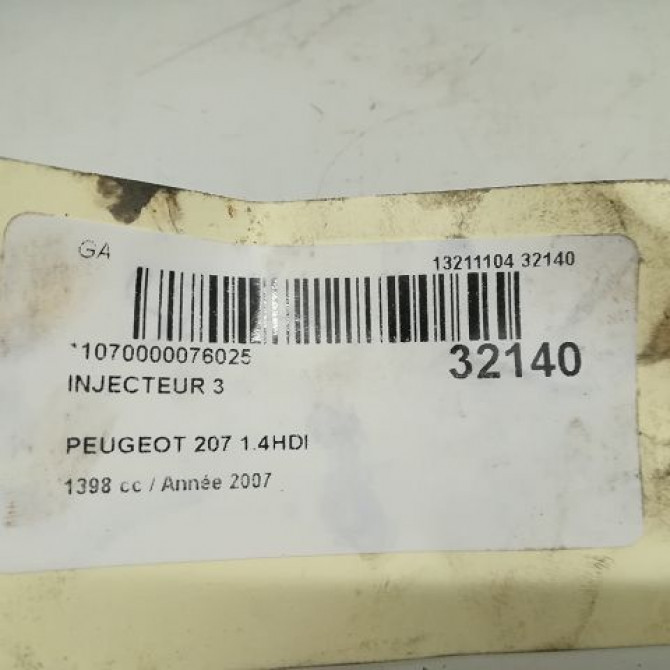 GA
13211104 32140
*1070000076025
32140
INJECTEUR 3
PEUGEOT 207 1.4HDI
1398 cc / Année 2007